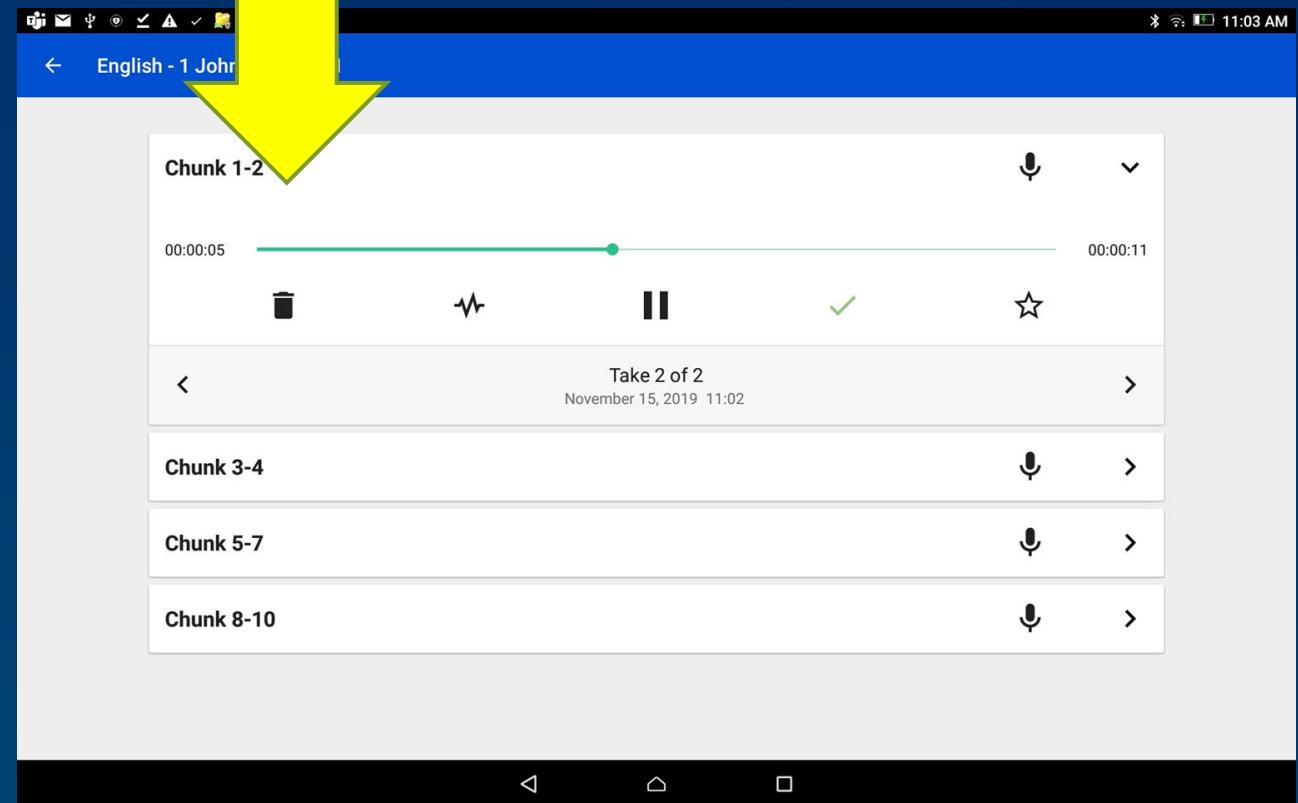 11:03 AM
English - 1 John
Chunk 1-2
00:00:05
00:00:11
Take 2 of 2
November 15, 2019 11:02
Chunk 3-4
Chunk 5-7
Chunk 8-10